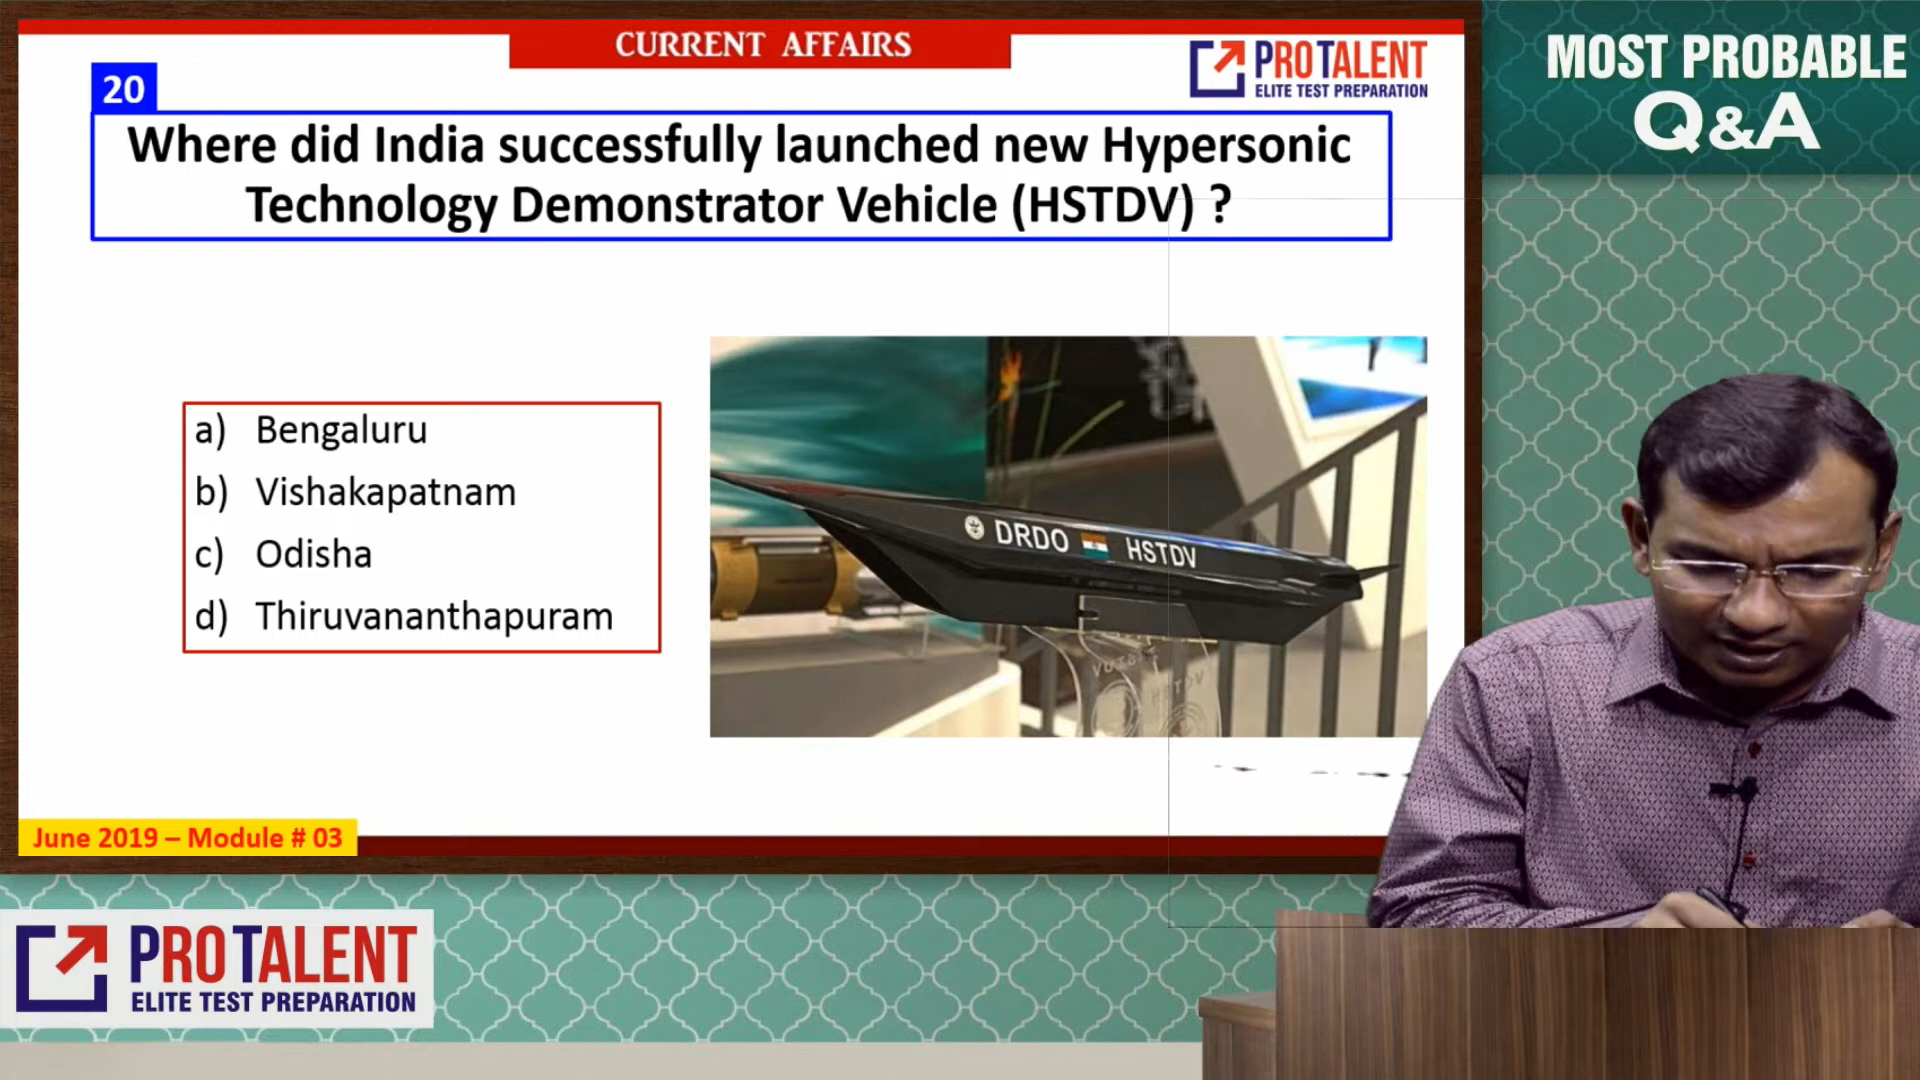 CURRENT AFFAIRS
PROTALENT
ELITE TEST PREPARATION
MOST PROBABLE
Q&A
20
Where did India successfully launched new Hypersonic
Technology Demonstrator Vehicle (HSTDV) ?
a) Bengaluru
b) Vishakapatnam
c) Odisha
d) Thiruvananthapuram
DRDO HSTDV
HSTDV
June 2019 – Module # 03
PROTALENT
ELITE TEST PREPARATION